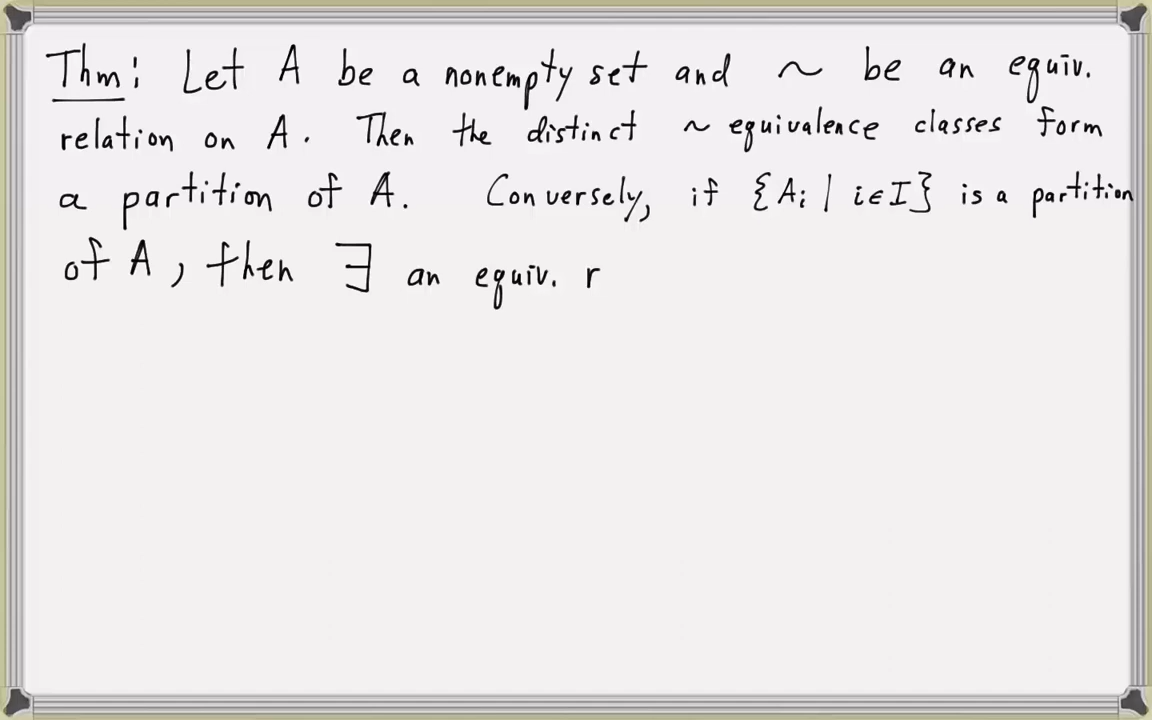 Thm: Let A be a nonempty set and ~ be an equiv.
relation on A. Then the distinct ~ equivalence classes form
a partition of A. Conversely, if {Aᵢ | i∈I} is a partition
of A, then ∃ an equiv. r